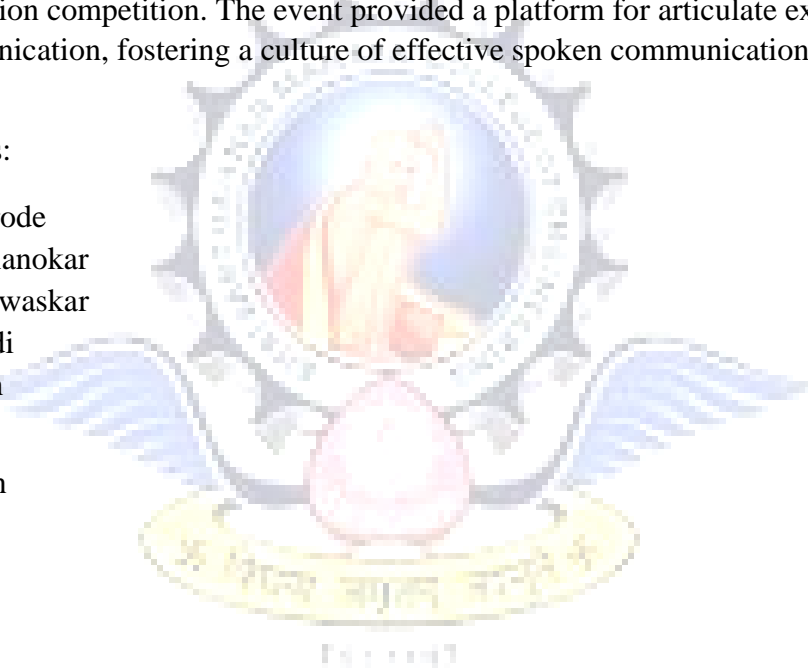 ion competition. The event provided a platform for articulate ex
nication, fostering a culture of effective spoken communication
s:
ode
anokar
waskar
di
n
n